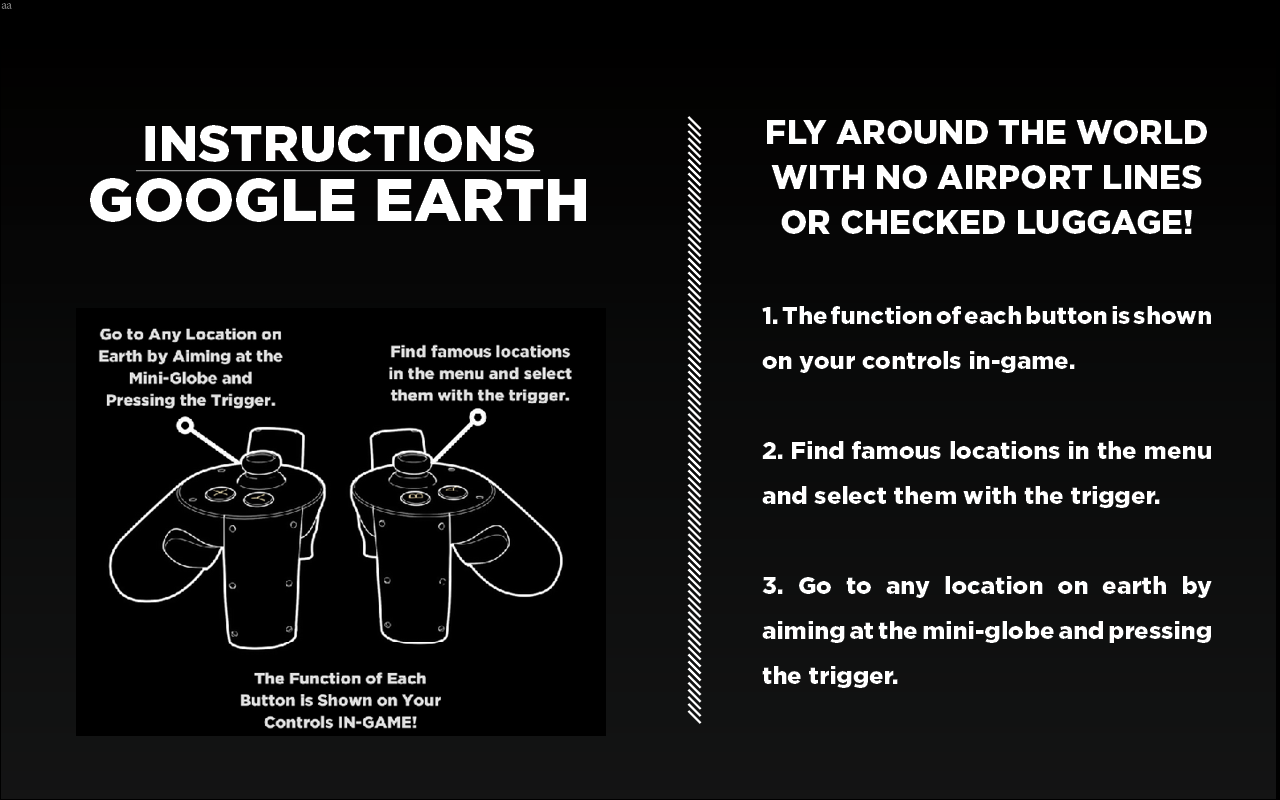 aa
INSTRUCTIONS
GOOGLE EARTH
Go to Any Location on
Earth by Aiming at the
Mini-Globe and
Pressing the Trigger.
Find famous locations
in the menu and select
them with the trigger.
X
Y
B
The Function of Each
Button is Shown on Your
Controls IN-GAME!
FLY AROUND THE WORLD
WITH NO AIRPORT LINES
OR CHECKED LUGGAGE!
1. The function of each button is shown
on your controls in-game.
2. Find famous locations in the menu
and select them with the trigger.
3. Go to any location on earth by
aiming at the mini-globe and pressing
the trigger.